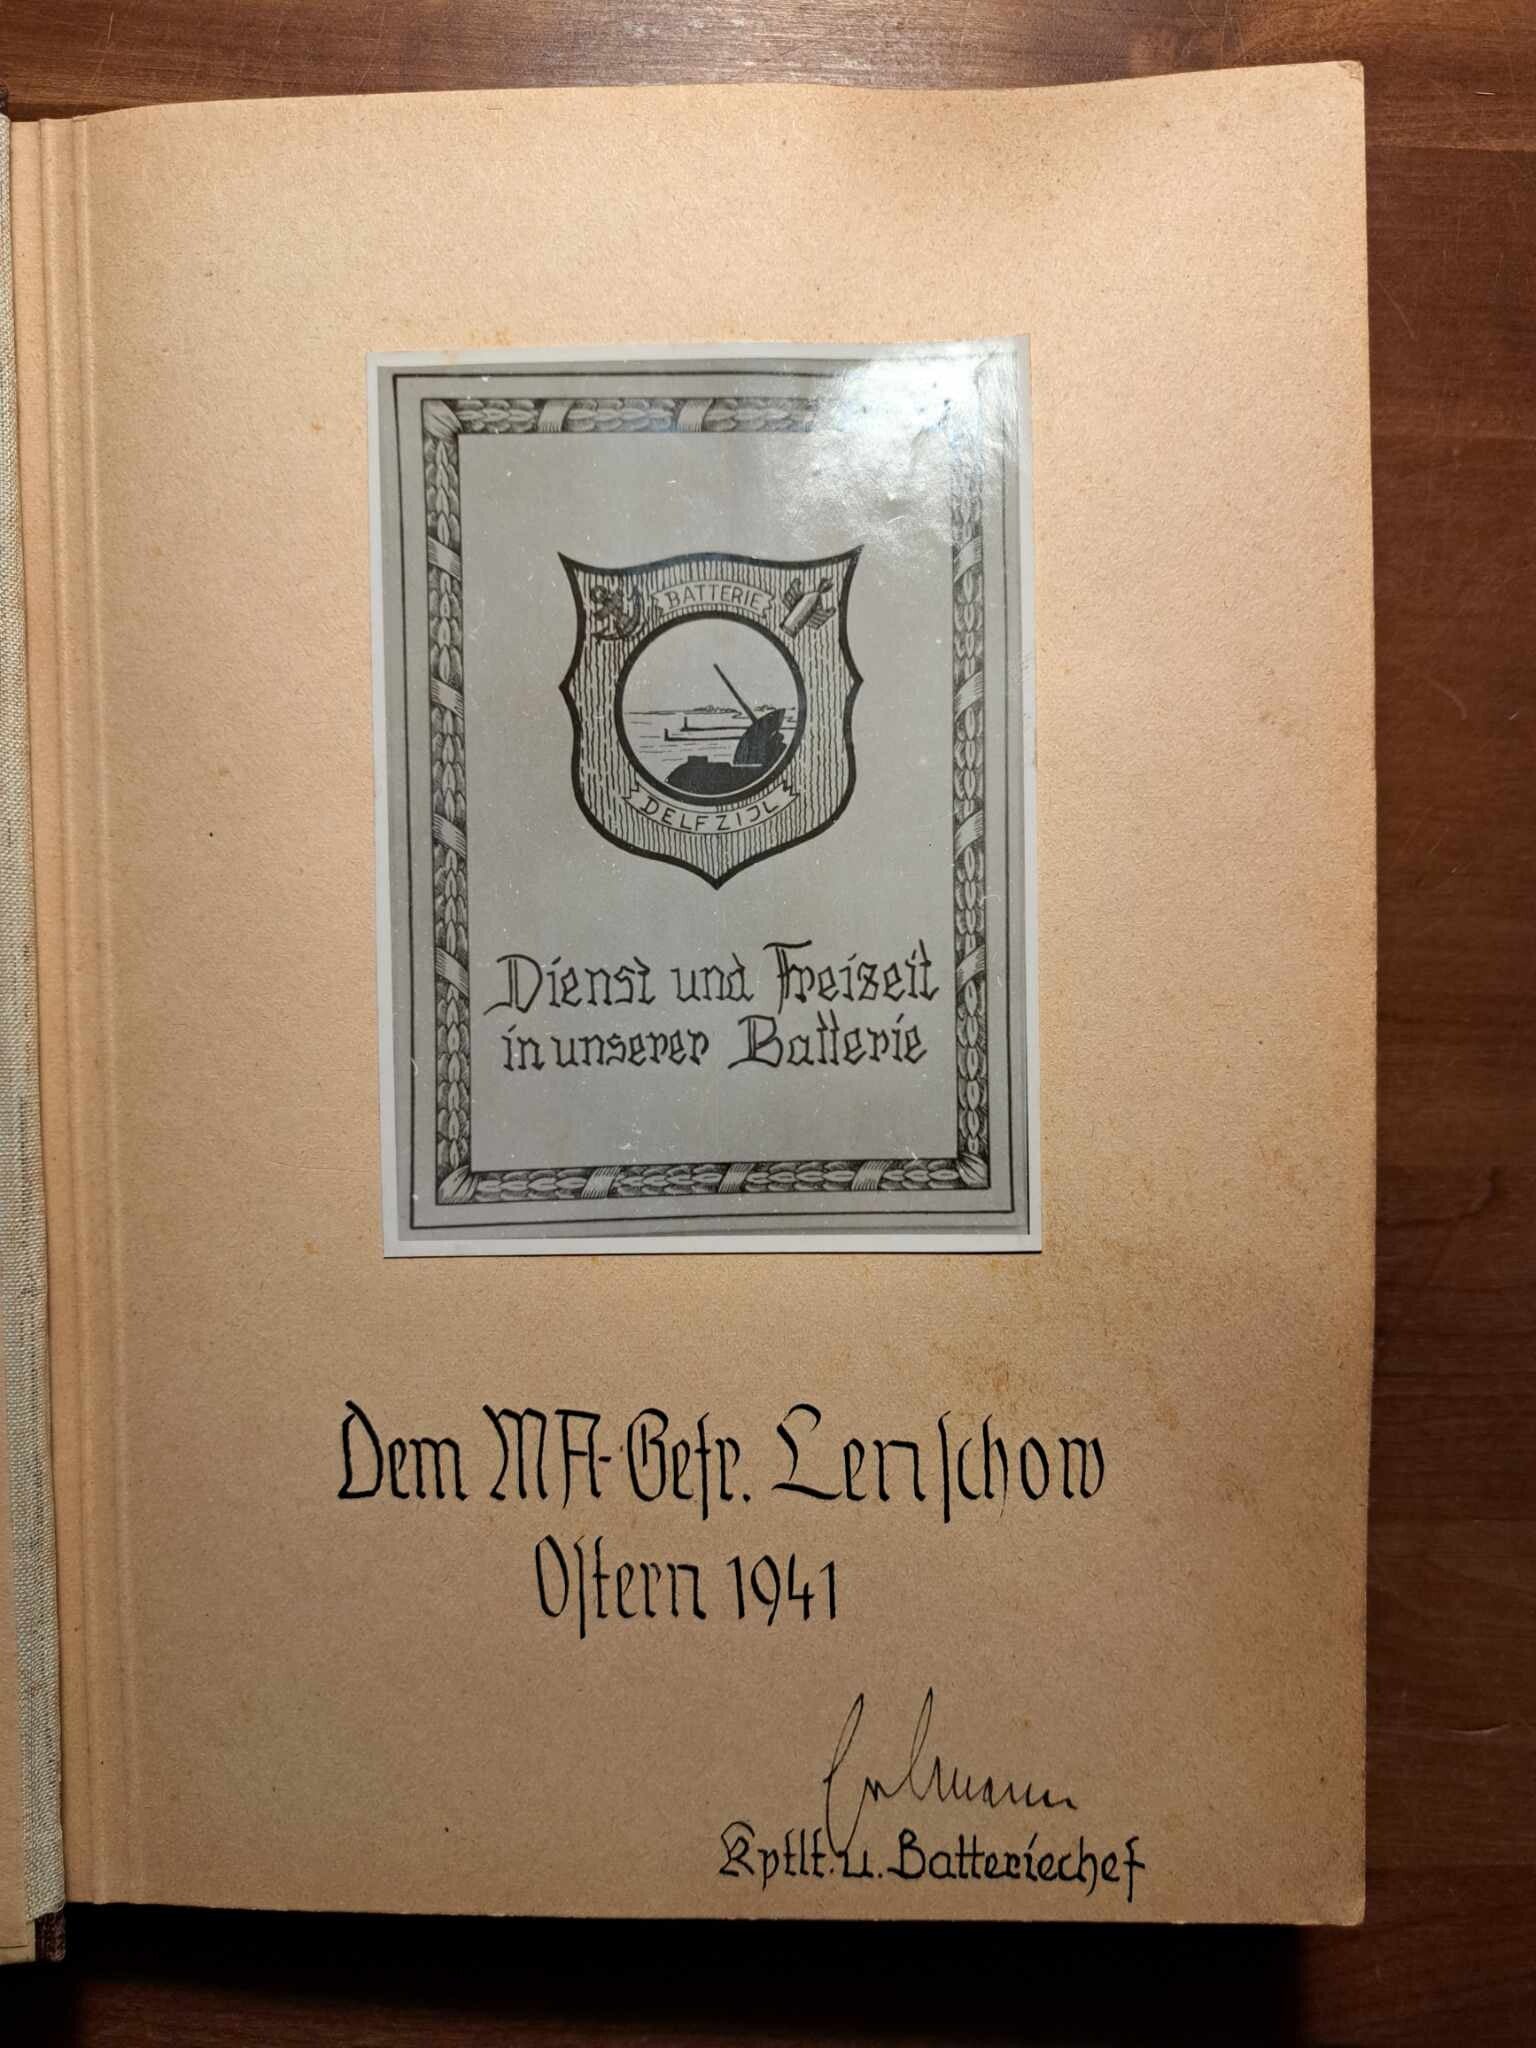 BATTERIE
DELFZIJL
Dienst und Freizeit
in unserer Batterie
Dem MA-Gefr. Lenschow
Ostern 1941
Kptlt. u. Batteriechef